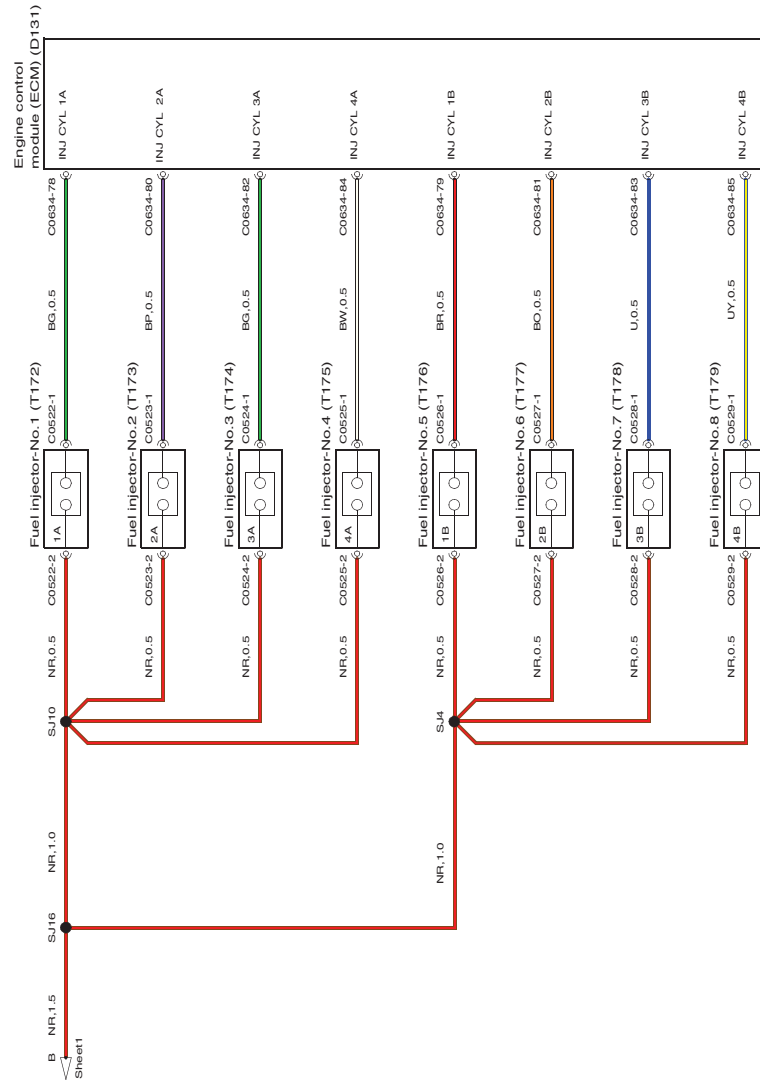 Engine control
module (ECM) (D131)
INJ CYL 1A
INJ CYL 2A
INJ CYL 3A
INJ CYL 4A
INJ CYL 1B
INJ CYL 2B
INJ CYL 3B
INJ CYL 4B
C0634-78
C0634-80
C0634-82
C0634-84
C0634-79
C0634-81
C0634-83
C0634-85
BG,0.5
BP,0.5
BG,0.5
BW,0.5
BR,0.5
BO,0.5
U,0.5
UY,0.5
C0522-1
C0523-1
C0524-1
C0525-1
C0526-1
C0527-1
C0528-1
C0529-1
Fuel injector-No.1 (T172)
Fuel injector-No.2 (T173)
Fuel injector-No.3 (T174)
Fuel injector-No.4 (T175)
Fuel injector-No.5 (T176)
Fuel injector-No.6 (T177)
Fuel injector-No.7 (T178)
Fuel injector-No.8 (T179)
1A
2A
3A
4A
1B
2B
3B
4B
C0522-2
C0523-2
C0524-2
C0525-2
C0526-2
C0527-2
C0528-2
C0529-2
NR,0.5
NR,0.5
NR,0.5
NR,0.5
NR,0.5
NR,0.5
NR,0.5
NR,0.5
SJ10
SJ4
NR,1.0
NR,1.0
SJ16
NR,1.5
B
Sheet1